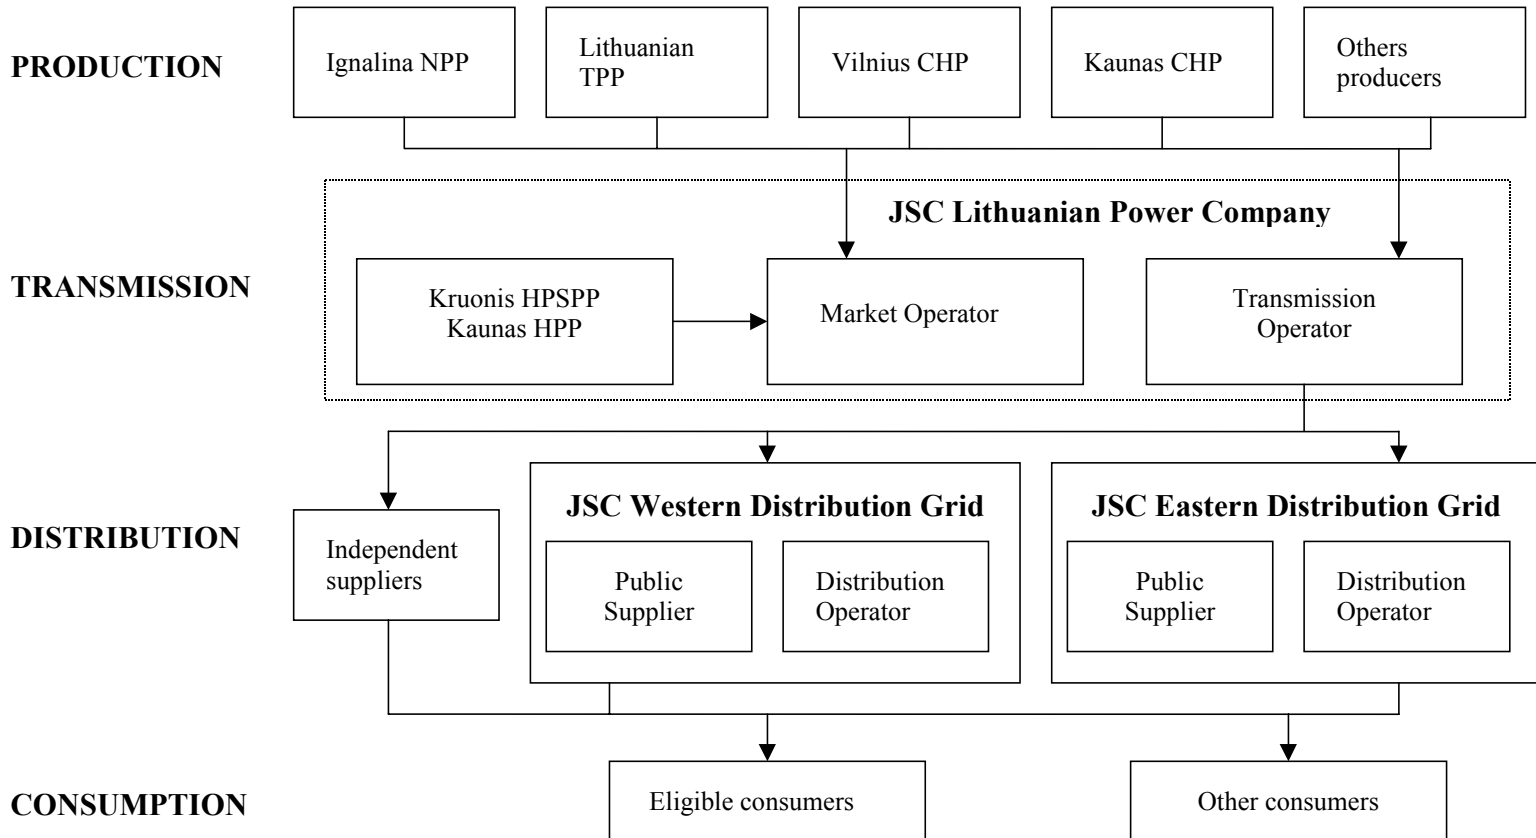 PRODUCTION
Ignalina NPP
Lithuanian
TPP
Vilnius CHP
Kaunas CHP
Others
producers
JSC Lithuanian Power Company
TRANSMISSION
Kruonis HPSPP
Kaunas HPP
Market Operator
Transmission
Operator
DISTRIBUTION
Independent
suppliers
JSC Western Distribution Grid
Public
Supplier
Distribution
Operator
JSC Eastern Distribution Grid
Public
Supplier
Distribution
Operator
CONSUMPTION
Eligible consumers
Other consumers